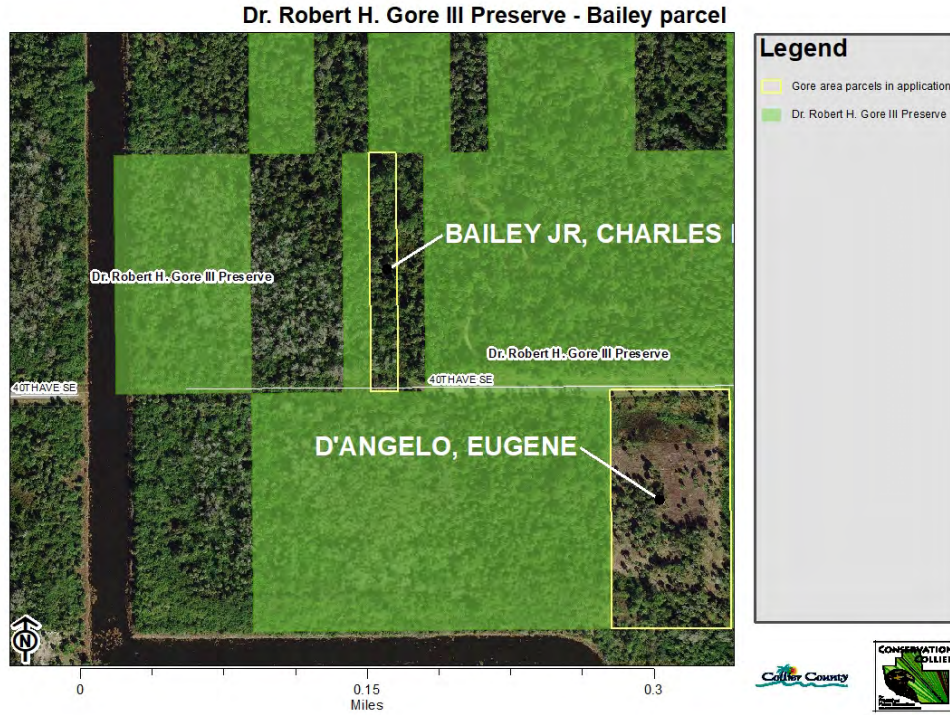 Dr. Robert H. Gore III Preserve - Bailey parcel
Legend
Gore area parcels in application
Dr. Robert H. Gore III Preserve
BAILEY JR, CHARLES
Dr. Robert H. Gore III Preserve
Dr. Robert H. Gore III Preserve
40TH AVE SE
40TH AVE SE
D'ANGELO, EUGENE
N
0
0.15
0.3
Miles
Collier County
CONSERVATION
COLLIER